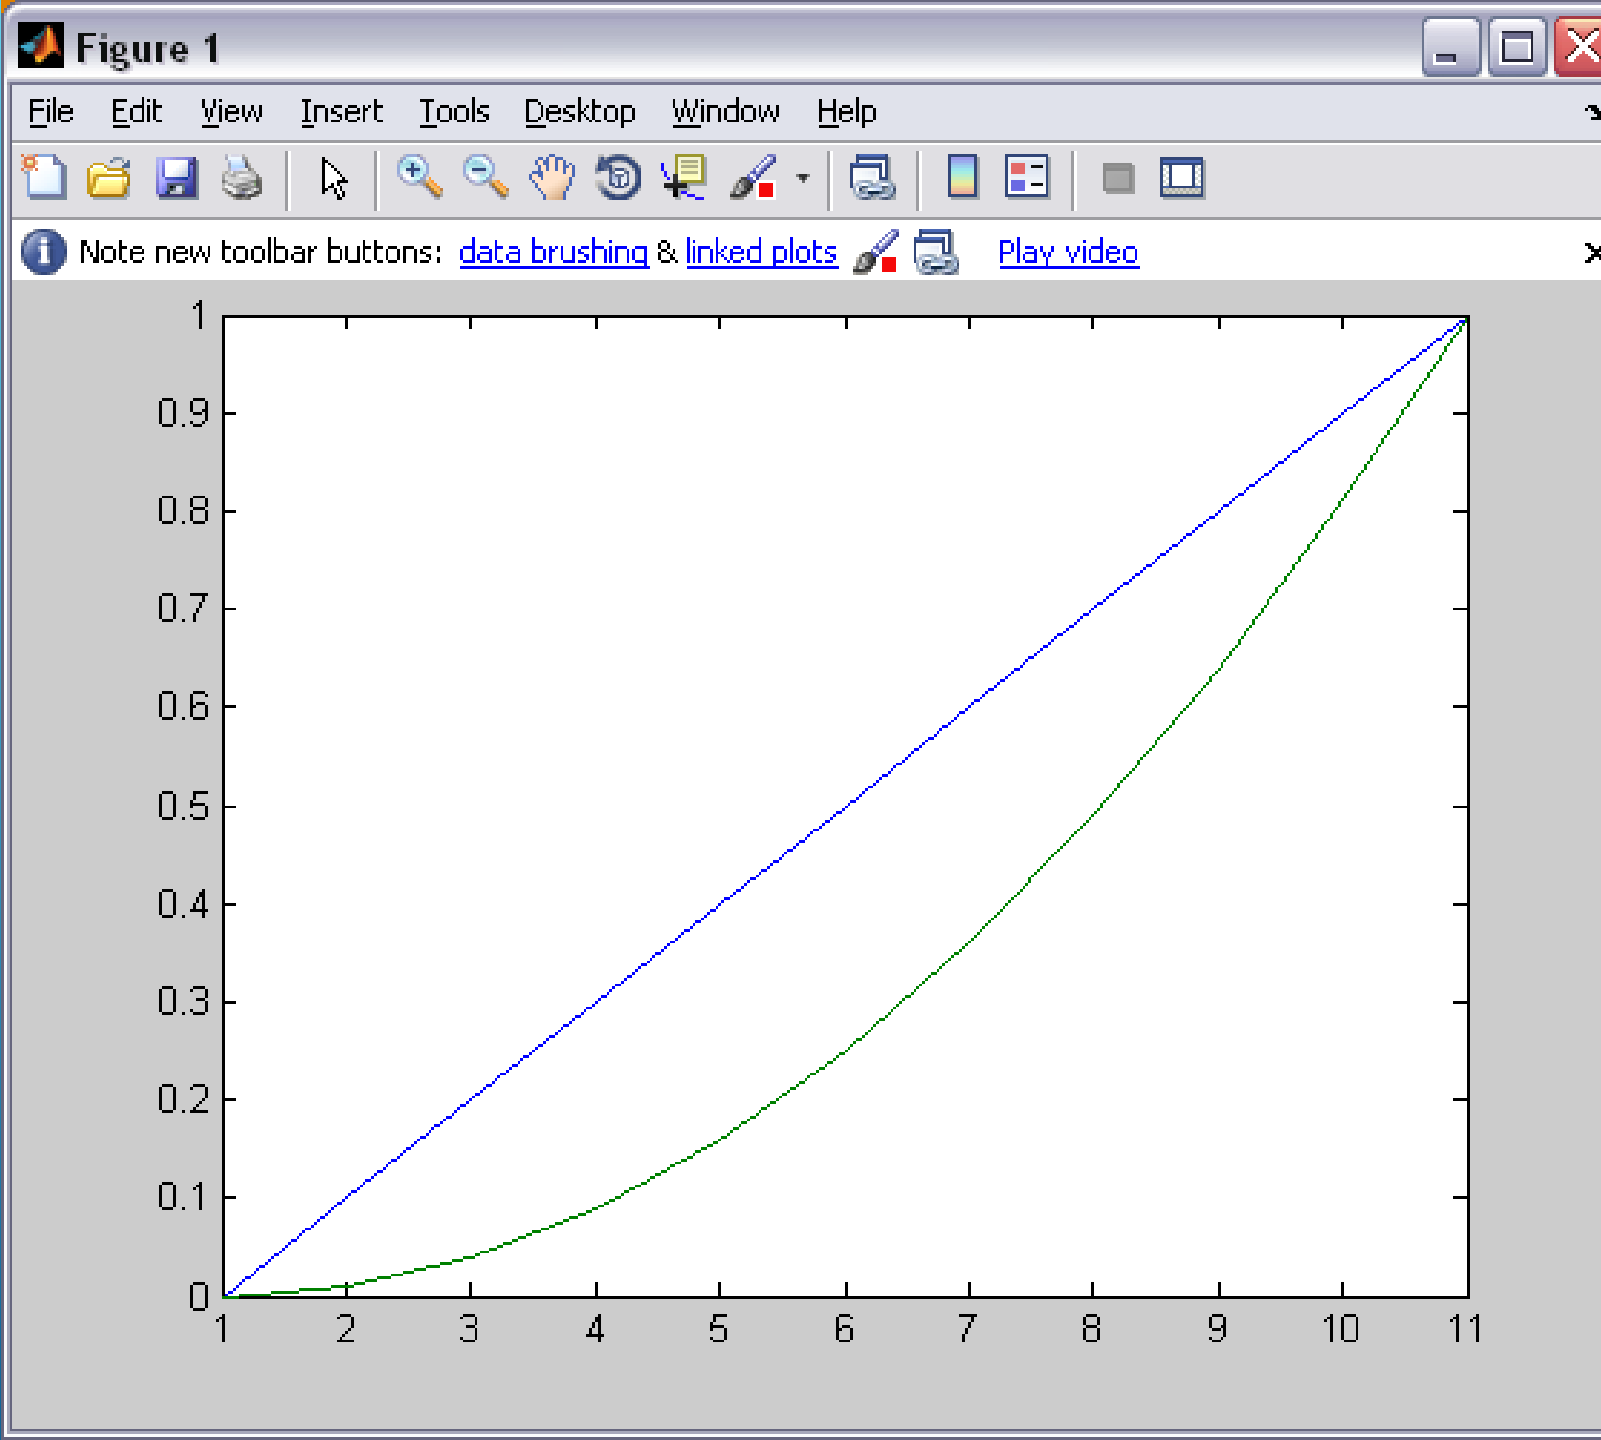 Figure 1
File Edit View Insert Tools Desktop Window Help
Note new toolbar buttons: data brushing & linked plots Play video
1
0.9
0.8
0.7
0.6
0.5
0.4
0.3
0.2
0.1
0
1 2 3 4 5 6 7 8 9 10 11